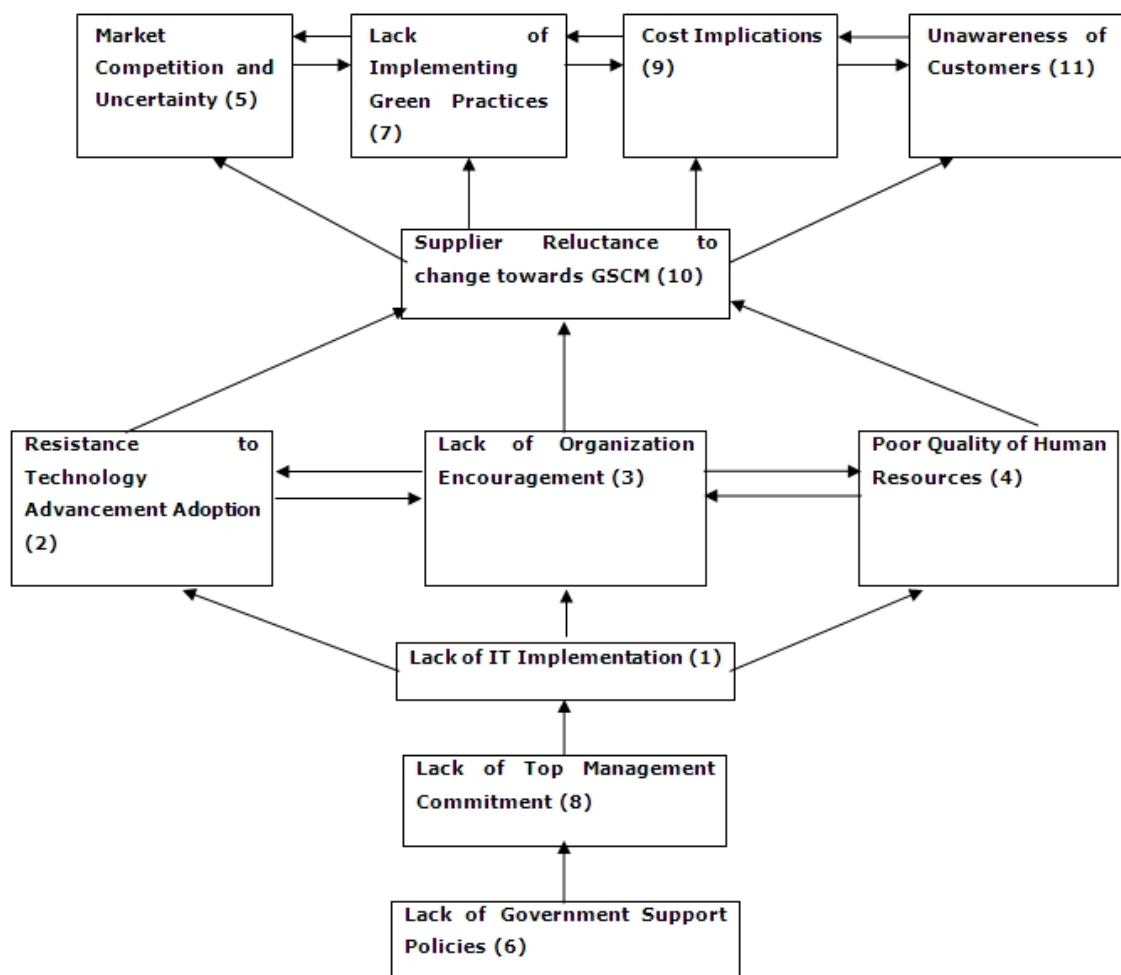 Market
Competition and
Uncertainty (5)
Lack of
Implementing
Green Practices
(7)
Cost Implications
(9)
Unawareness of
Customers (11)
Supplier Reluctance to
change towards GSCM (10)
Resistance to
Technology
Advancement Adoption
(2)
Lack of Organization
Encouragement (3)
Poor Quality of Human
Resources (4)
Lack of IT Implementation (1)
Lack of Top Management
Commitment (8)
Lack of Government Support
Policies (6)